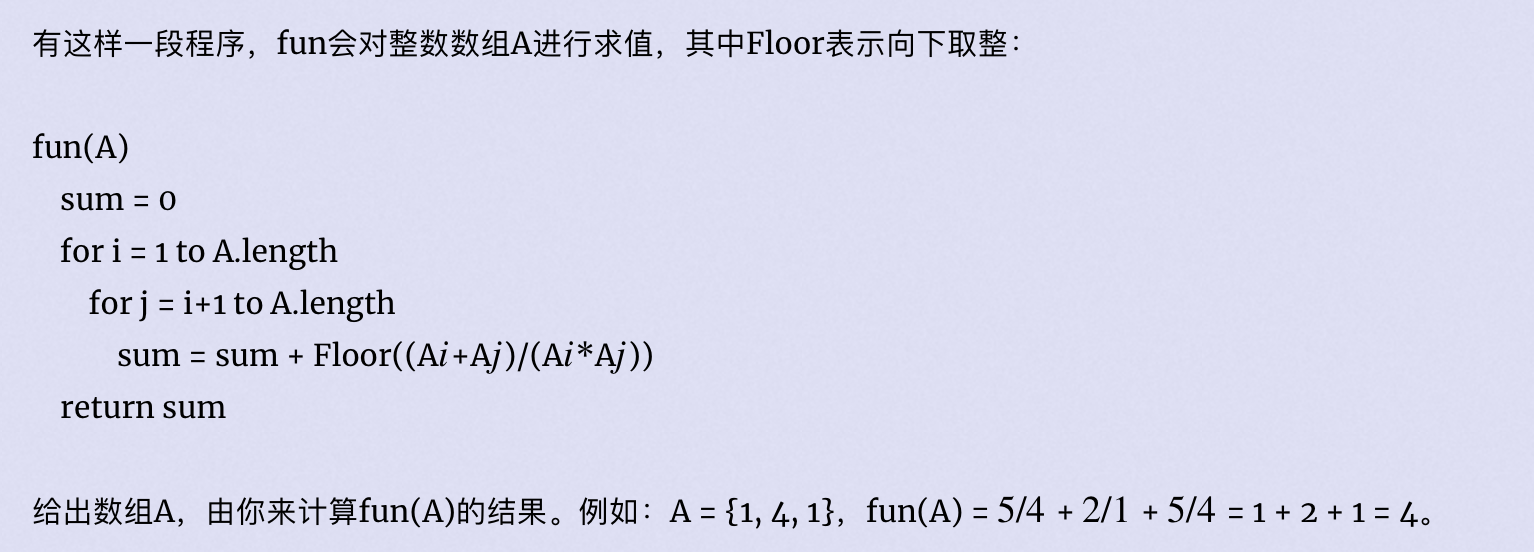 有这样一段程序，fun会对整数数组A进行求值，其中Floor表示向下取整：
fun(A)
sum = 0
for i = 1 to A.length
for j = i+1 to A.length
sum = sum + Floor((Ai+Aj)/(Ai*Aj))
return sum
给出数组A，由你来计算fun(A)的结果。例如：A = {1, 4, 1}，fun(A) = 5/4 + 2/1 + 5/4 = 1 + 2 + 1 = 4。